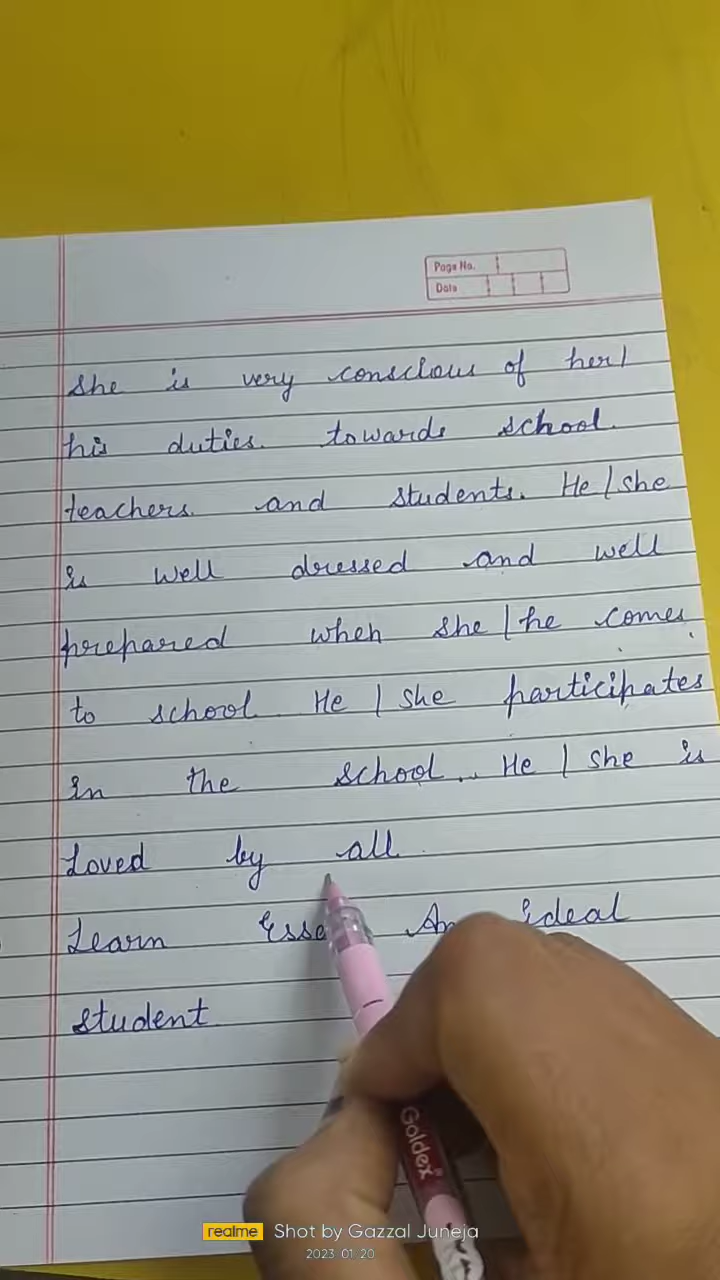 Page No.
Date
she is very conscious of her/
his duties. towards school.
teachers. and students. He/she
is well dressed and well
prepared when she/he comes
to school He/she participates
in the school.. He/she is
Loved by all
Learn ideal
student
Goldex
realme Shot by Gazzal Juneja
2023 01 20